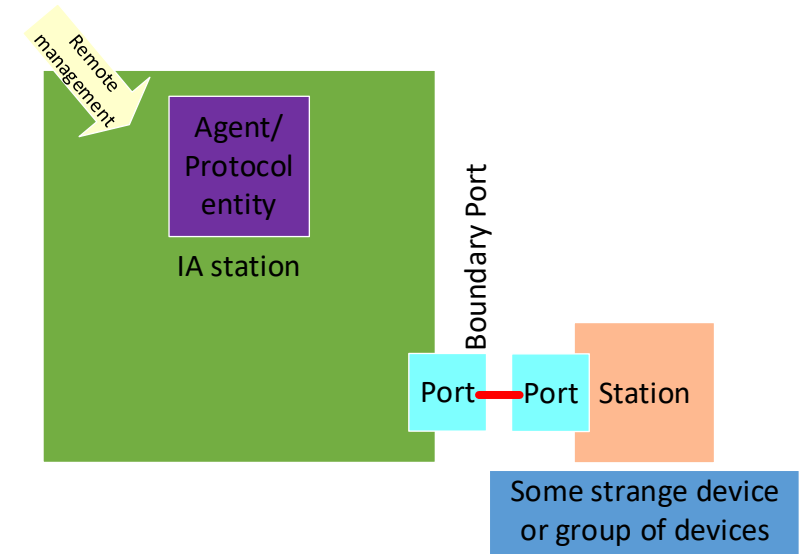 Remote
management
Agent/
Protocol
entity
IA station
Boundary Port
Port
Port
Station
Some strange device
or group of devices